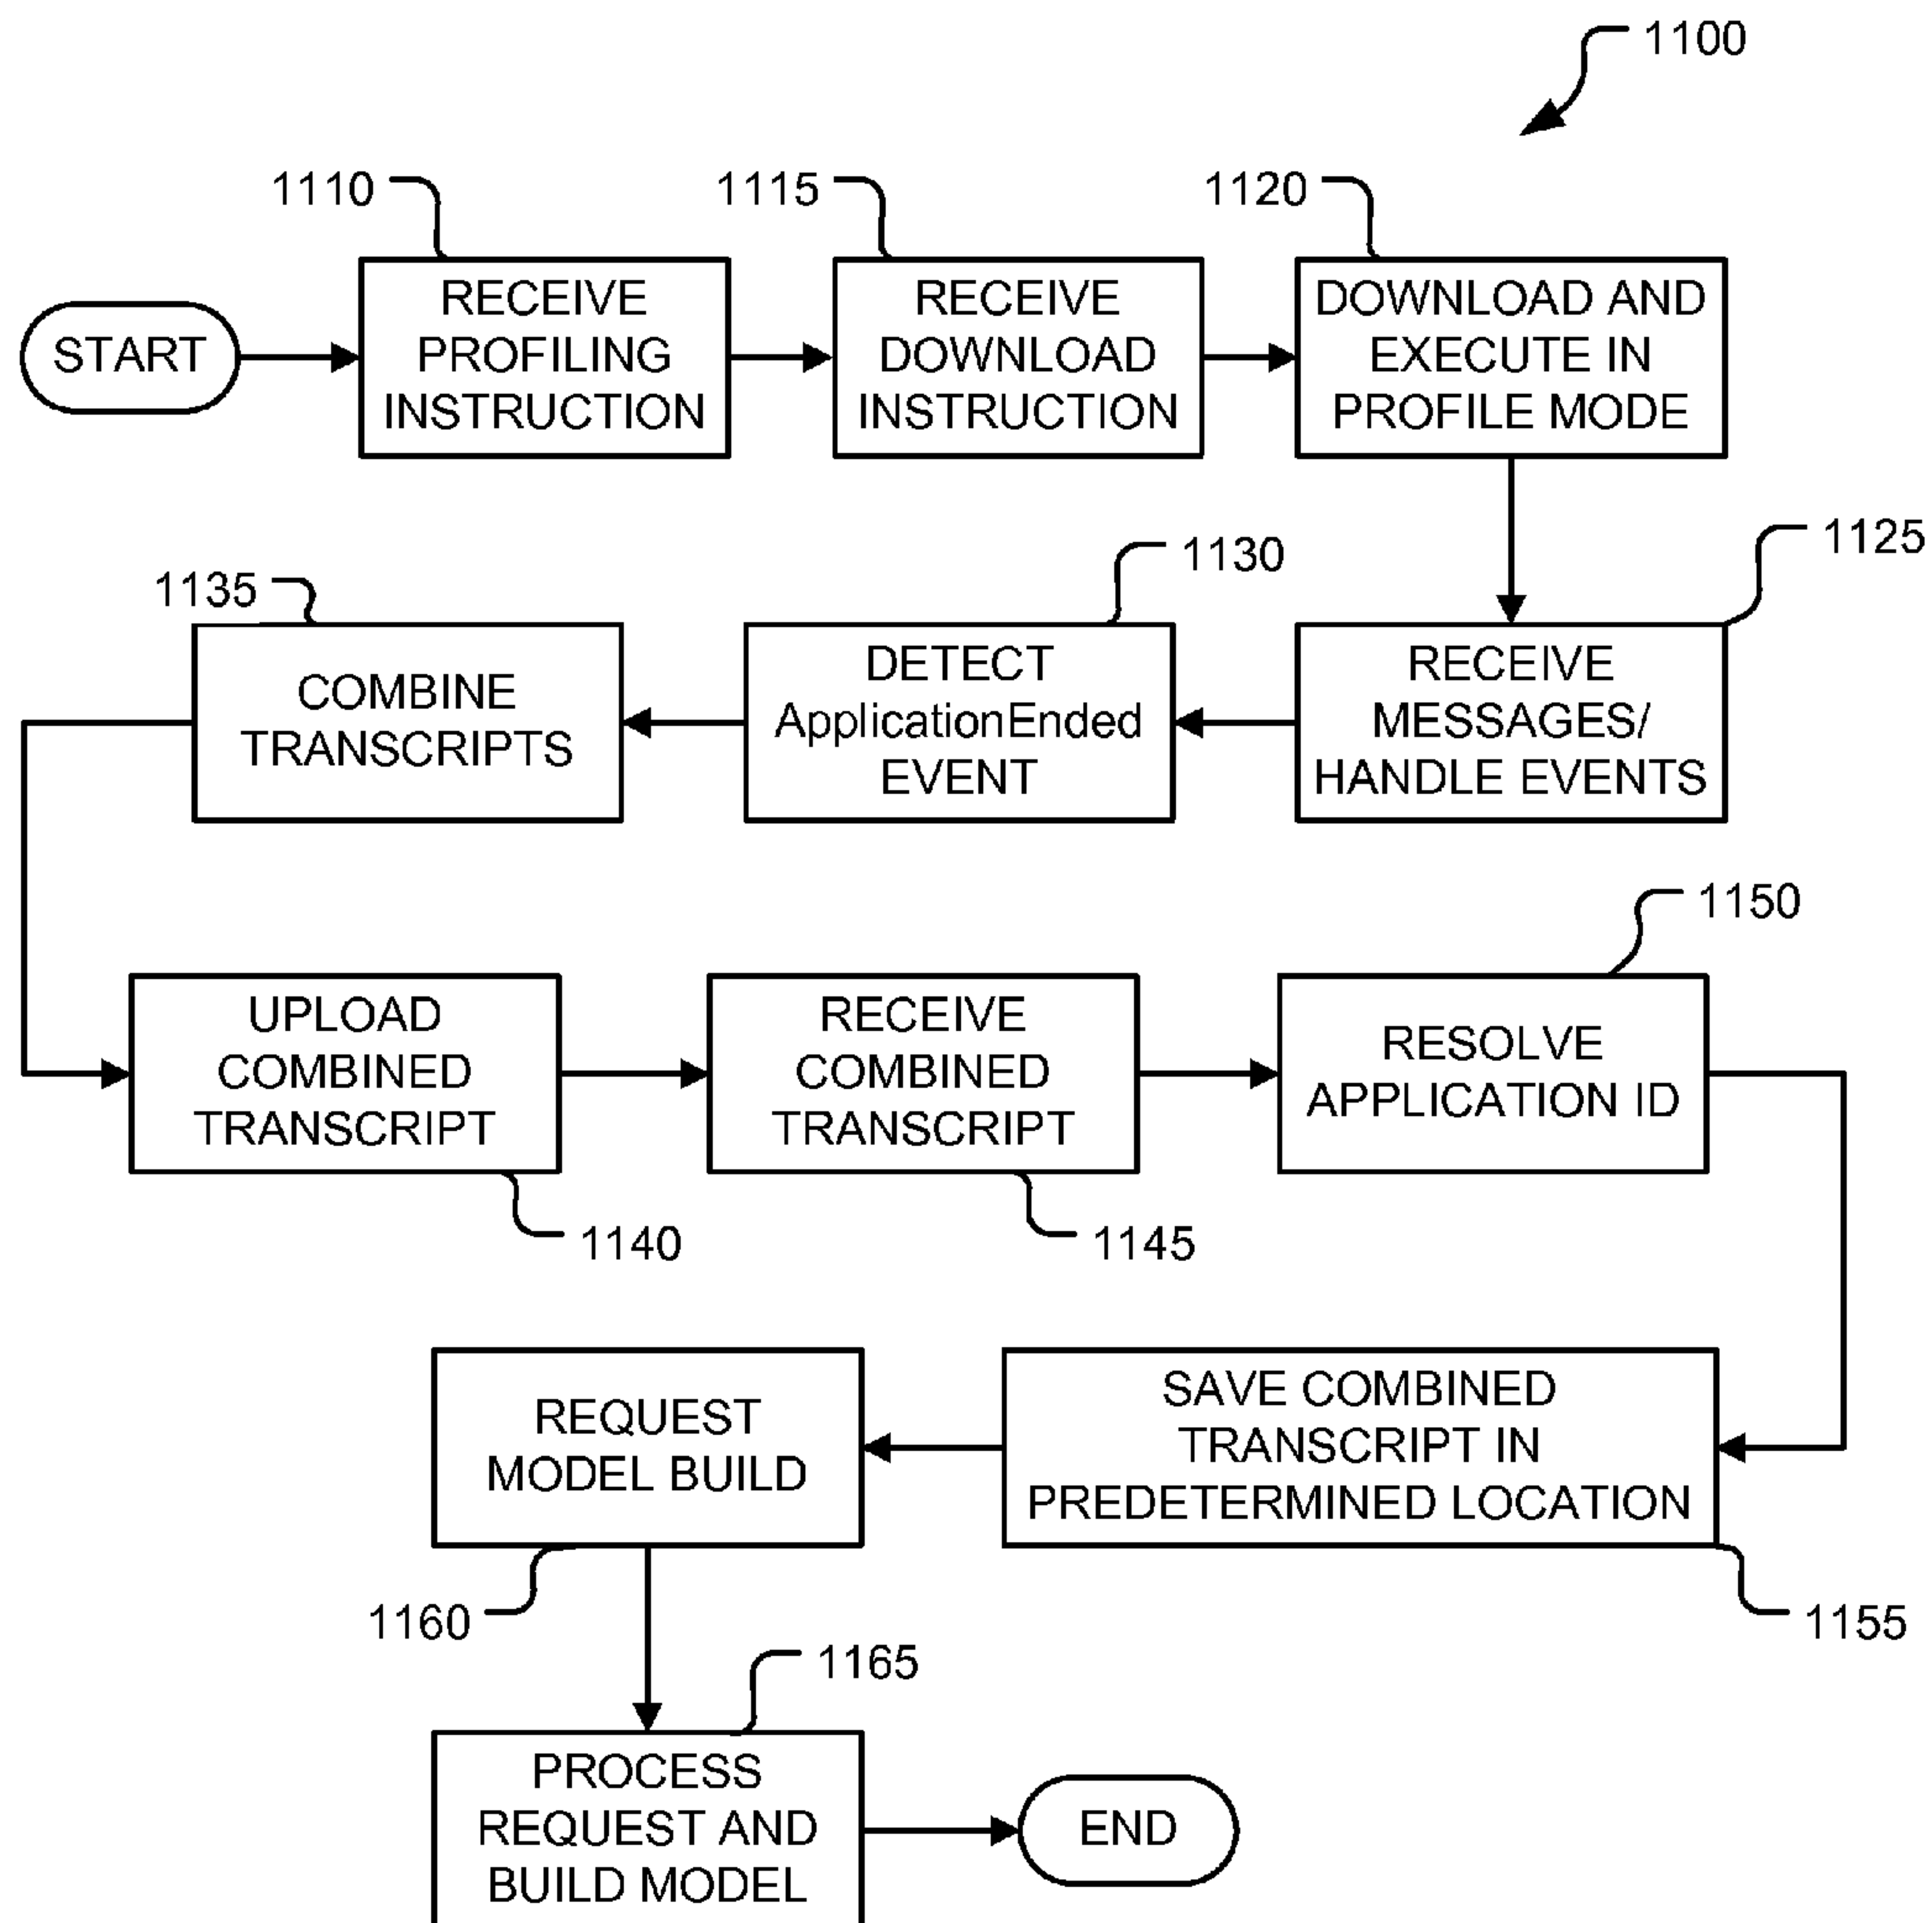 1100
1110
1115
1120
START
RECEIVE
PROFILING
INSTRUCTION
RECEIVE
DOWNLOAD
INSTRUCTION
DOWNLOAD AND
EXECUTE IN
PROFILE MODE
1125
1130
1135
RECEIVE
MESSAGES/
HANDLE EVENTS
DETECT
ApplicationEnded
EVENT
COMBINE
TRANSCRIPTS
1150
UPLOAD
COMBINED
TRANSCRIPT
RECEIVE
COMBINED
TRANSCRIPT
RESOLVE
APPLICATION ID
1140
1145
SAVE COMBINED
TRANSCRIPT IN
PREDETERMINED LOCATION
REQUEST
MODEL BUILD
1160
1155
1165
PROCESS
REQUEST AND
BUILD MODEL
END